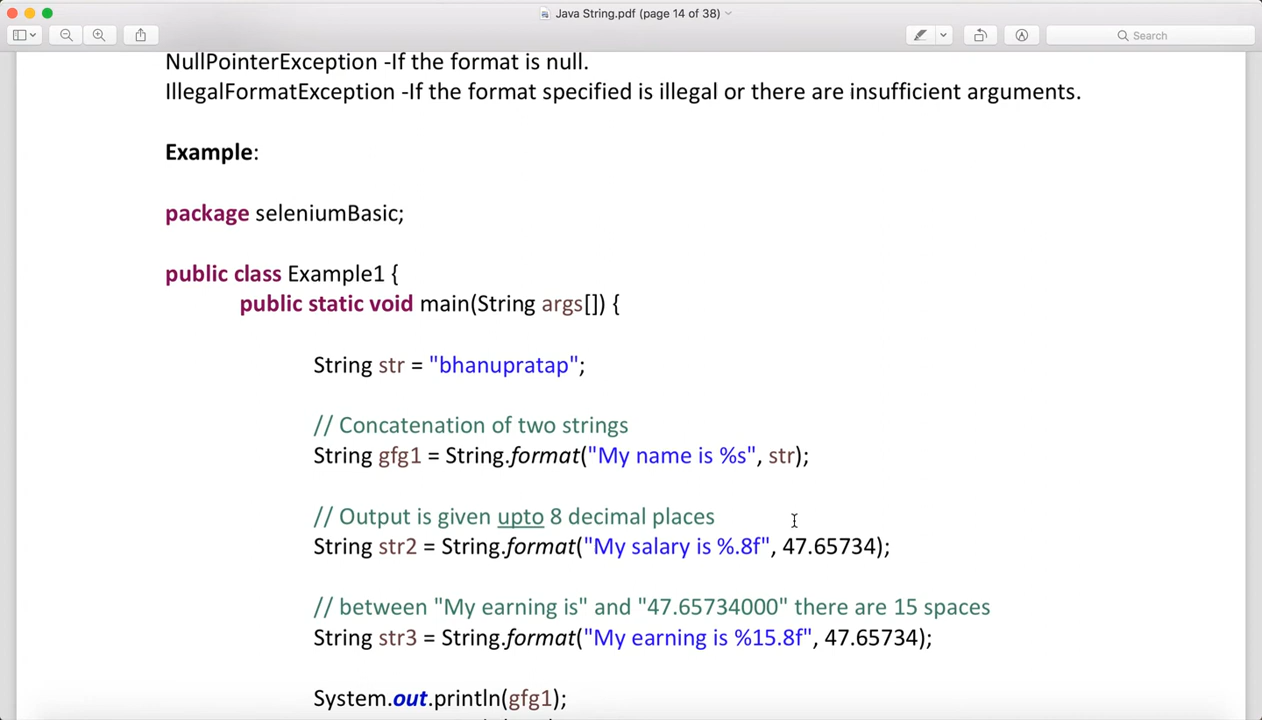 Java String.pdf (page 14 of 38)
Search
NullPointerException -If the format is null.
IllegalFormatException -If the format specified is illegal or there are insufficient arguments.
Example:
package seleniumBasic;
public class Example1 {
public static void main(String args[]) {
String str = "bhanupratap";
// Concatenation of two strings
String gfg1 = String.format("My name is %s", str);
// Output is given upto 8 decimal places
String str2 = String.format("My salary is %.8f", 47.65734);
// between "My earning is" and "47.65734000" there are 15 spaces
String str3 = String.format("My earning is %15.8f", 47.65734);
System.out.println(gfg1);